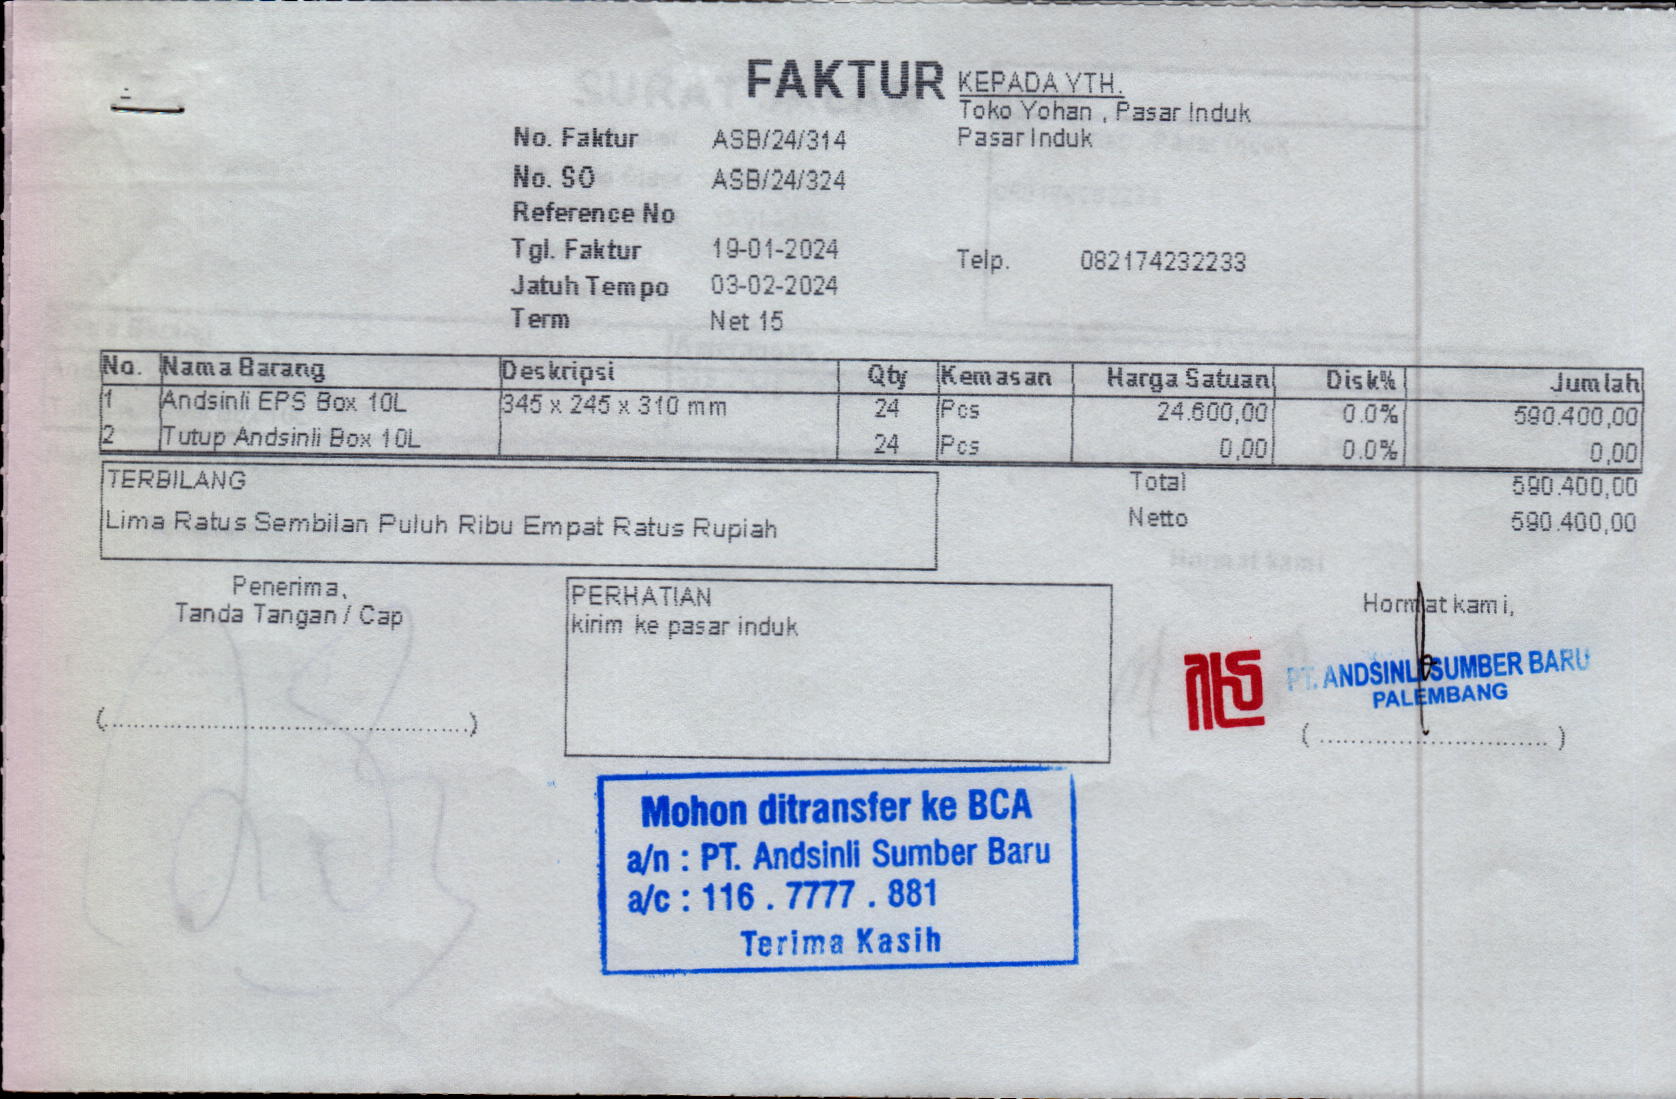 FAKTUR
KEPADA YTH.
Toko Yohan , Pasar Induk
Pasar Induk
No. Faktur ASB/24/314
No. SO ASB/24/324
Reference No
Tgl. Faktur 19-01-2024
Telp. 082174232233
Jatuh Tempo 03-02-2024
Term Net 15
No. Nama Barang Deskripsi Qty Kemasan Harga Satuan Disk% Jumlah
1 Andsinli EPS Box 10L 345 x 245 x 310 mm 24 Pcs 24.600,00 0.0% 590.400,00
2 Tutup Andsinli Box 10L 24 Pcs 0,00 0.0% 0,00
TERBILANG
Lima Ratus Sembilan Puluh Ribu Empat Ratus Rupiah
Total 590.400,00
Netto 590.400,00
Penerima,
Tanda Tangan / Cap
(..............................................)
PERHATIAN
kirim ke pasar induk
Hormat kami,
PT. ANDSINLI SUMBER BARU
PALEMBANG
( ............................. )
Mohon ditransfer ke BCA
a/n : PT. Andsinli Sumber Baru
a/c : 116 . 7777 . 881
Terima Kasih